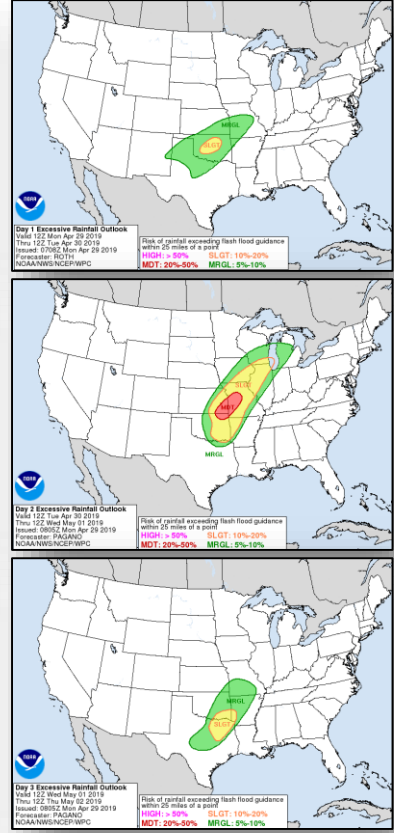 MRGL
SLGT
noaa
Day 1 Excessive Rainfall Outlook
Valid 12Z Mon Apr 29 2019
Thru 12Z Tue Apr 30 2019
Issued: 0708Z Mon Apr 29 2019
Forecaster: ROTH
NOAA/NWS/NCEP/WPC
Risk of rainfall exceeding flash flood guidance
within 25 miles of a point
HIGH: > 50% SLGT: 10%-20%
MDT: 20%-50% MRGL: 5%-10%
SLGT
MDT
MRGL
noaa
Day 2 Excessive Rainfall Outlook
Valid 12Z Tue Apr 30 2019
Thru 12Z Wed May 01 2019
Issued: 0805Z Mon Apr 29 2019
Forecaster: PAGANO
NOAA/NWS/NCEP/WPC
Risk of rainfall exceeding flash flood guidance
within 25 miles of a point
HIGH: > 50% SLGT: 10%-20%
MDT: 20%-50% MRGL: 5%-10%
MRGL
SLGT
noaa
Day 3 Excessive Rainfall Outlook
Valid 12Z Wed May 01 2019
Thru 12Z Thu May 02 2019
Issued: 0805Z Mon Apr 29 2019
Forecaster: PAGANO
NOAA/NWS/NCEP/WPC
Risk of rainfall exceeding flash flood guidance
within 25 miles of a point
HIGH: > 50% SLGT: 10%-20%
MDT: 20%-50% MRGL: 5%-10%